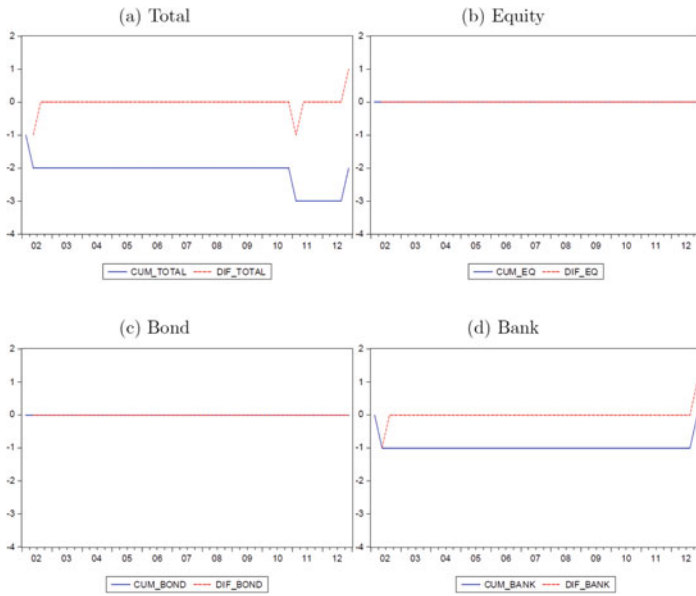 (a) Total
(b) Equity
2
1
0
-1
-2
-3
-4
02 03 04 05 06 07 08 09 10 11 12
CUM_TOTAL DIF_TOTAL
2
1
0
-1
-2
-3
-4
02 03 04 05 06 07 08 09 10 11 12
CUM_EQ DIF_EQ
(c) Bond
(d) Bank
2
1
0
-1
-2
-3
-4
02 03 04 05 06 07 08 09 10 11 12
CUM_BOND DIF_BOND
2
1
0
-1
-2
-3
-4
02 03 04 05 06 07 08 09 10 11 12
CUM_BANK DIF_BANK